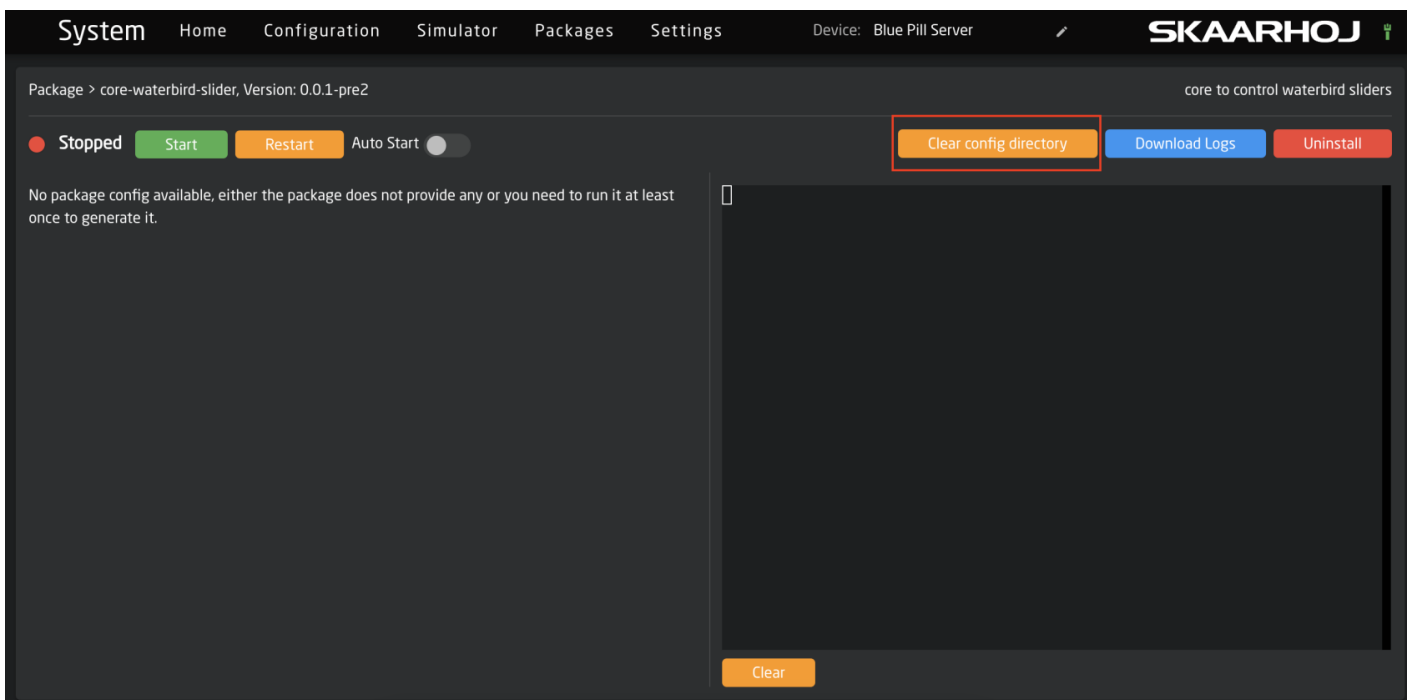 System Home Configuration Simulator Packages Settings Device: Blue Pill Server SKAARHOJ
Package > core-waterbird-slider, Version: 0.0.1-pre2 core to control waterbird sliders
Stopped Start Restart Auto Start Clear config directory Download Logs Uninstall
No package config available, either the package does not provide any or you need to run it at least
once to generate it.
Clear